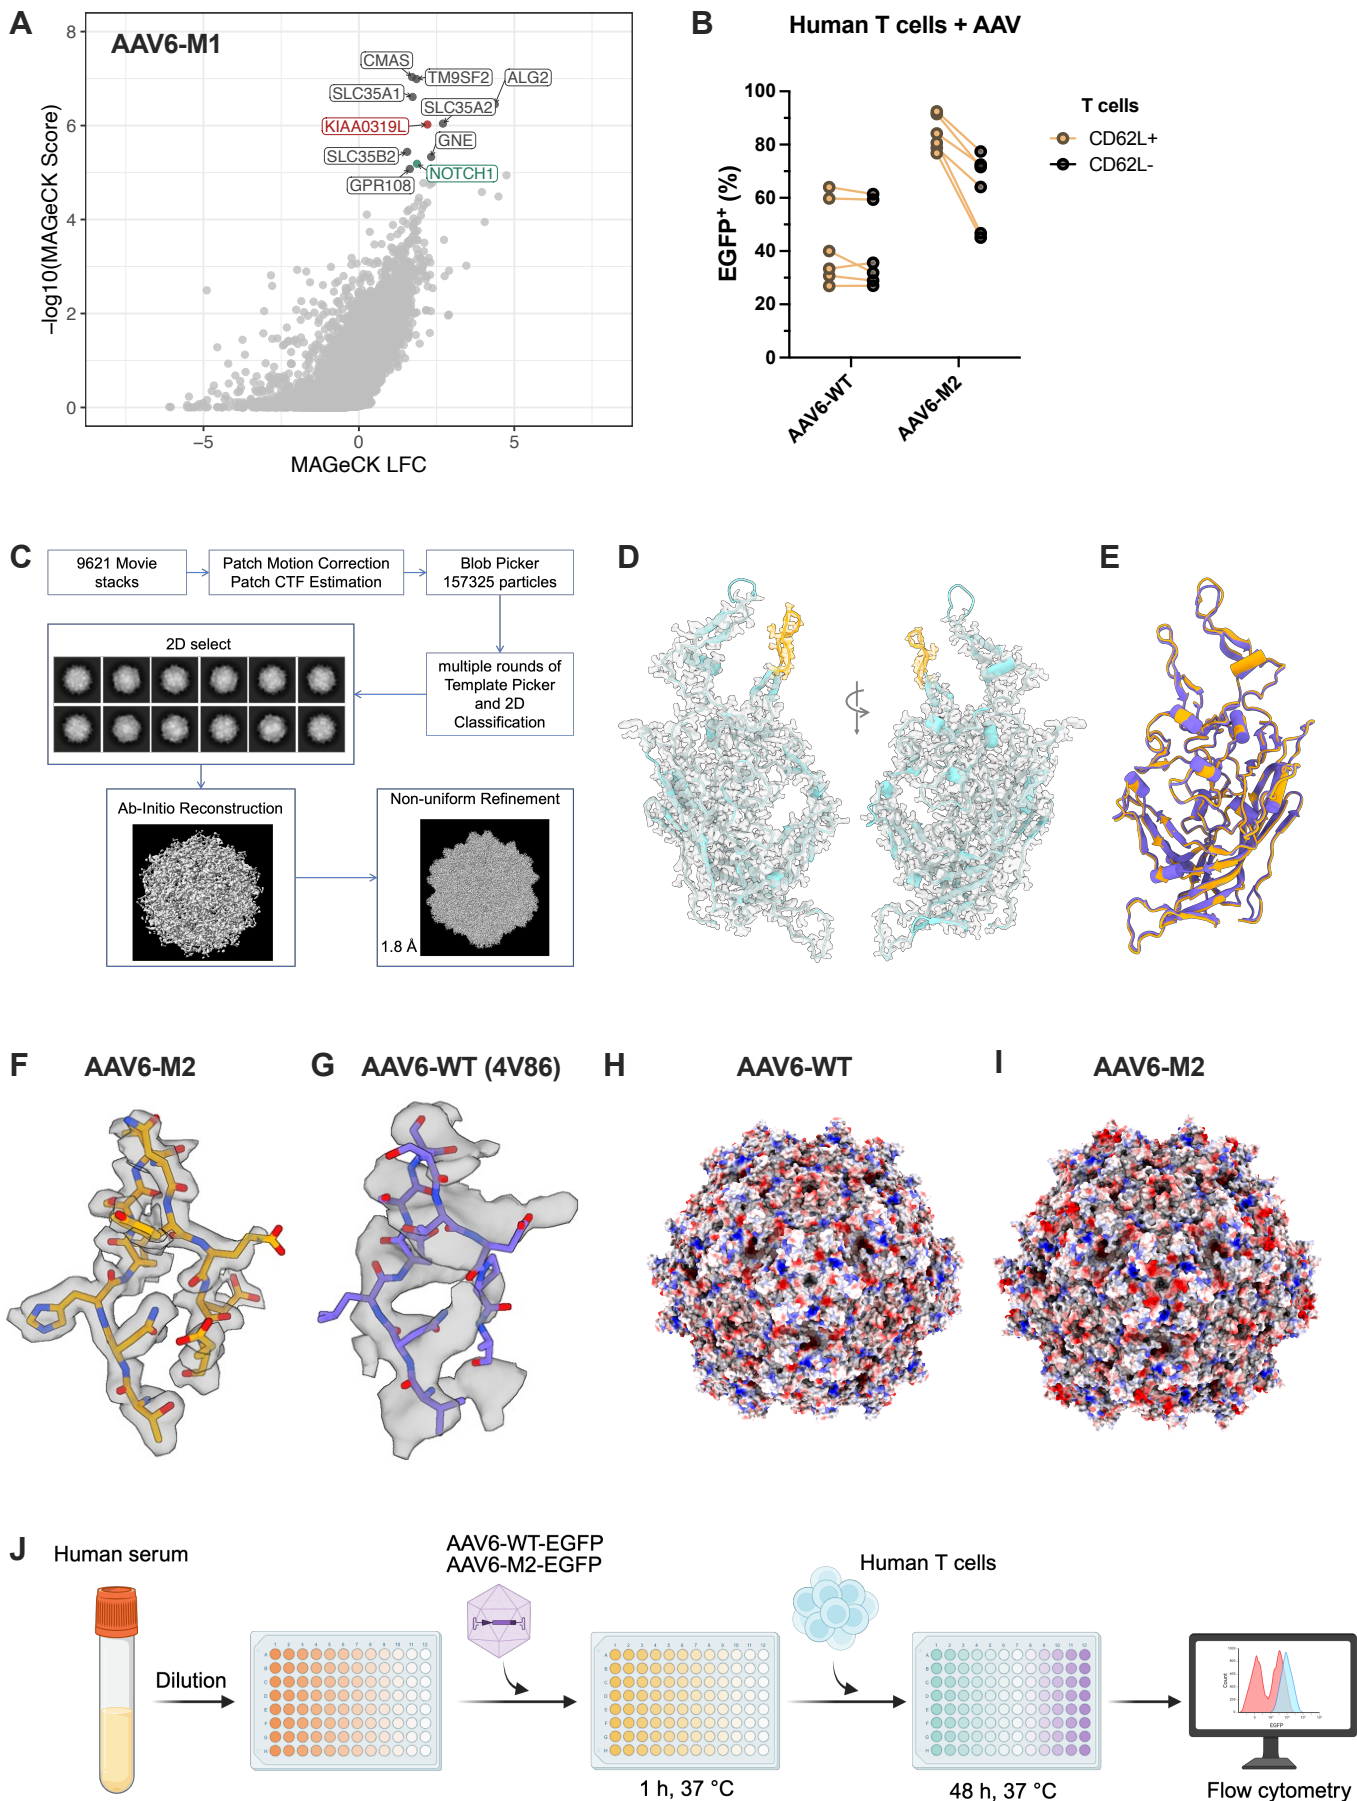 A
AAV6-M1
CMAS
TM9SF2
ALG2
SLC35A1
SLC35A2
KIAA0319L
GNE
SLC35B2
NOTCH1
GPR108
8
6
4
2
0
−log10(MAGeCK Score)
−5
0
5
MAGeCK LFC
B
Human T cells + AAV
100
80
60
40
20
0
EGFP+ (%)
AAV6-WT
AAV6-M2
T cells
CD62L+
CD62L-
C
9621 Movie
stacks
Patch Motion Correction
Patch CTF Estimation
Blob Picker
157325 particles
2D select
multiple rounds of
Template Picker
and 2D
Classification
Ab-Initio Reconstruction
Non-uniform Refinement
1.8 Å
D
E
F
AAV6-M2
G
AAV6-WT (4V86)
H
AAV6-WT
I
AAV6-M2
J
Human serum
Dilution
AAV6-WT-EGFP
AAV6-M2-EGFP
1 h, 37 °C
Human T cells
48 h, 37 °C
Count
EGFP
Flow cytometry